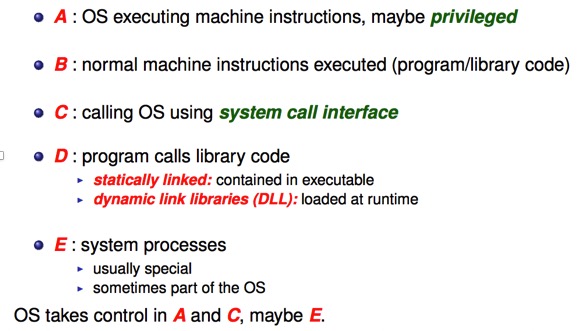 A : OS executing machine instructions, maybe privileged
B : normal machine instructions executed (program/library code)
C : calling OS using system call interface
D : program calls library code
statically linked: contained in executable
dynamic link libraries (DLL): loaded at runtime
E : system processes
usually special
sometimes part of the OS
OS takes control in A and C, maybe E.